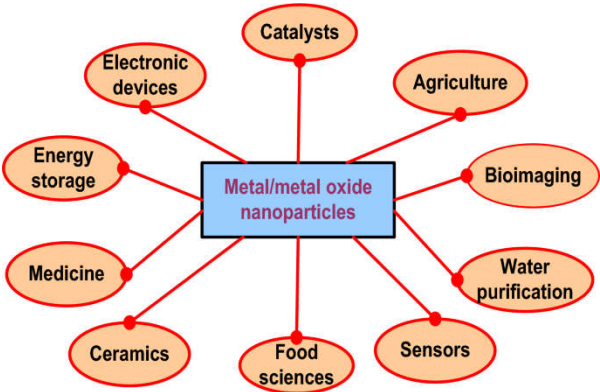 Catalysts
Electronic
devices
Agriculture
Energy
storage
Metal/metal oxide
nanoparticles
Bioimaging
Medicine
Water
purification
Ceramics
Food
sciences
Sensors